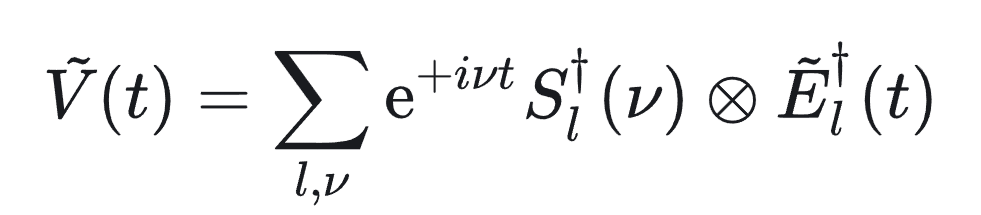 Ṽ(t) = ∑_{l,ν} e^{+iνt} S_l^†(ν) ⊗ Ẽ_l^†(t)